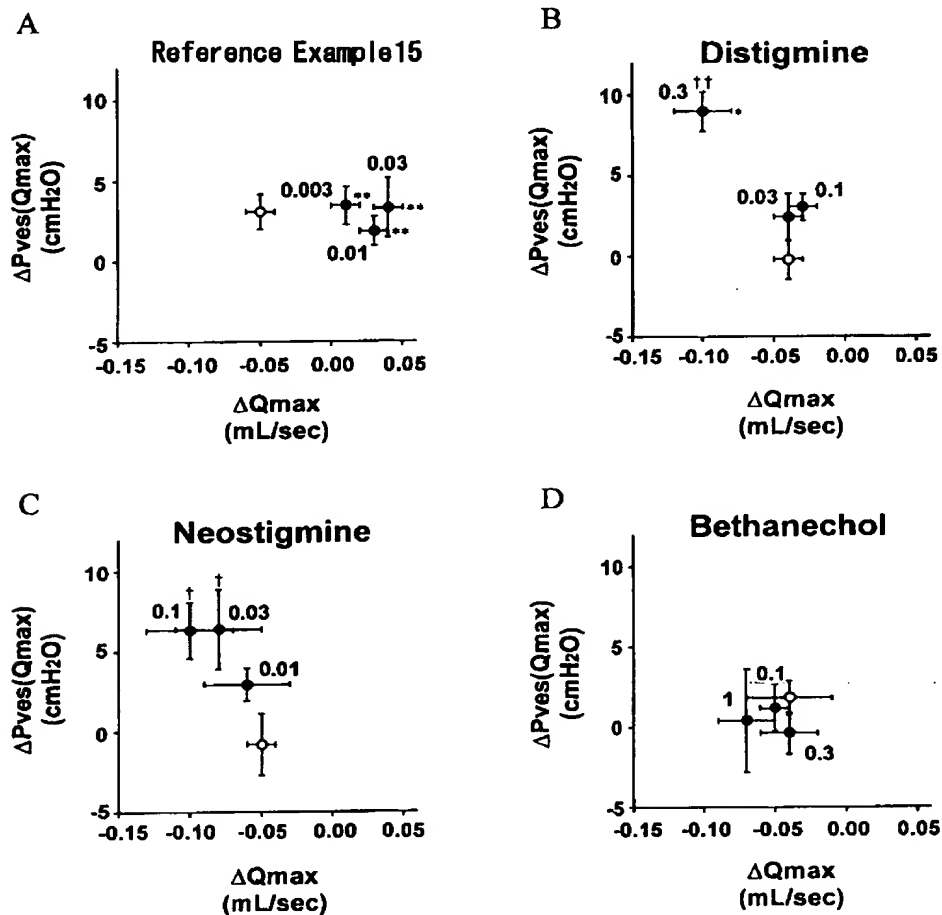 A
Reference Example15
10
5
0
-5
ΔPves(Qmax)
(cmH2O)
0.003
**
0.03
**
0.01
**
-0.15 -0.10 -0.05 0.00 0.05
ΔQmax
(mL/sec)
B
Distigmine
10
5
0
-5
ΔPves(Qmax)
(cmH2O)
0.3
††
*
0.03
0.1
-0.15 -0.10 -0.05 0.00 0.05
ΔQmax
(mL/sec)
C
Neostigmine
10
5
0
-5
ΔPves(Qmax)
(cmH2O)
0.1
†
†
0.03
0.01
-0.15 -0.10 -0.05 0.00 0.05
ΔQmax
(mL/sec)
D
Bethanechol
10
5
0
-5
ΔPves(Qmax)
(cmH2O)
1
0.1
0.3
-0.15 -0.10 -0.05 0.00 0.05
ΔQmax
(mL/sec)